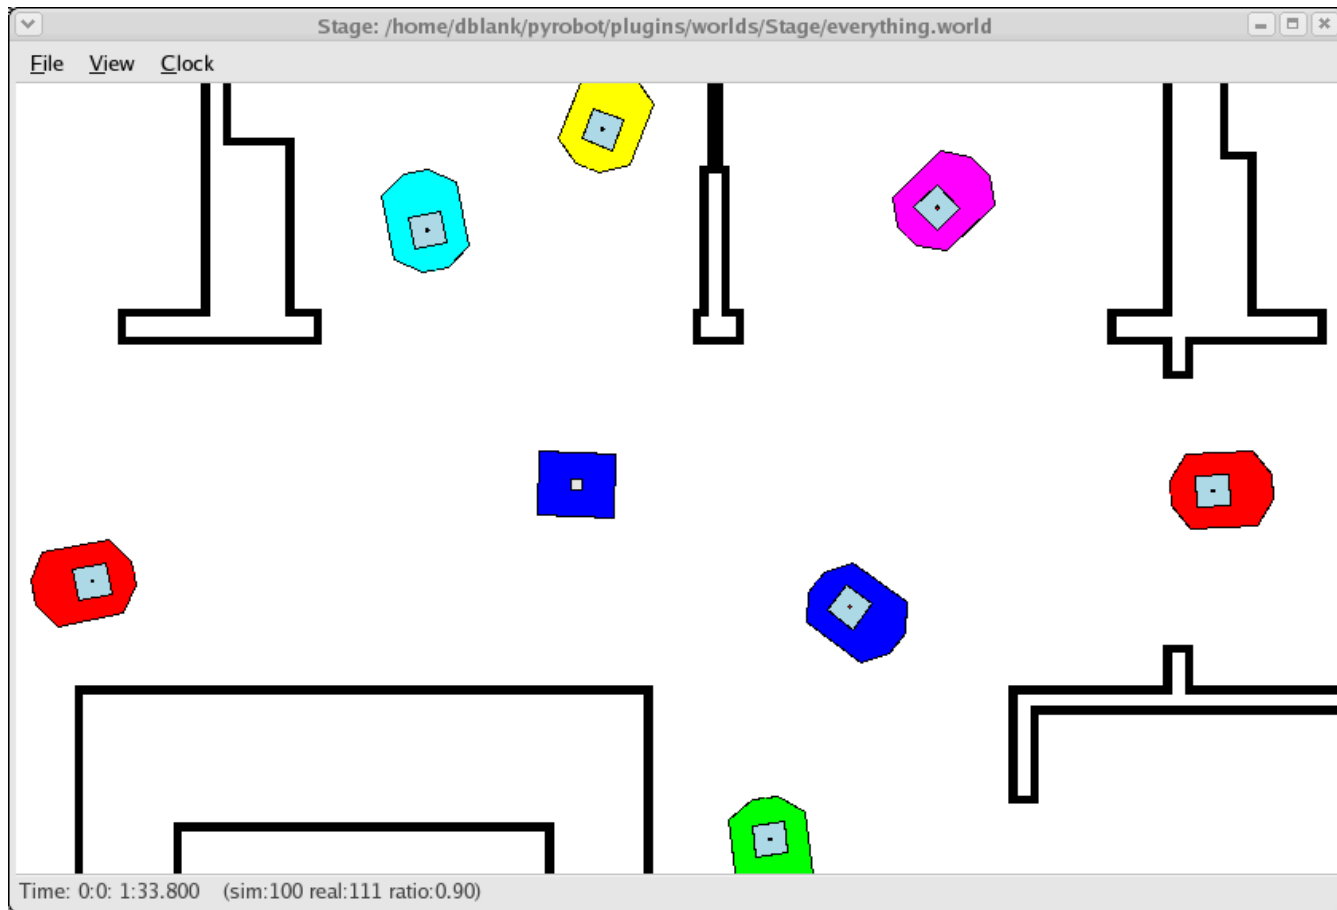 Stage: /home/dblank/pyrobot/plugins/worlds/Stage/everything.world
File View Clock
Time: 0:0: 1:33.800 (sim:100 real:111 ratio:0.90)